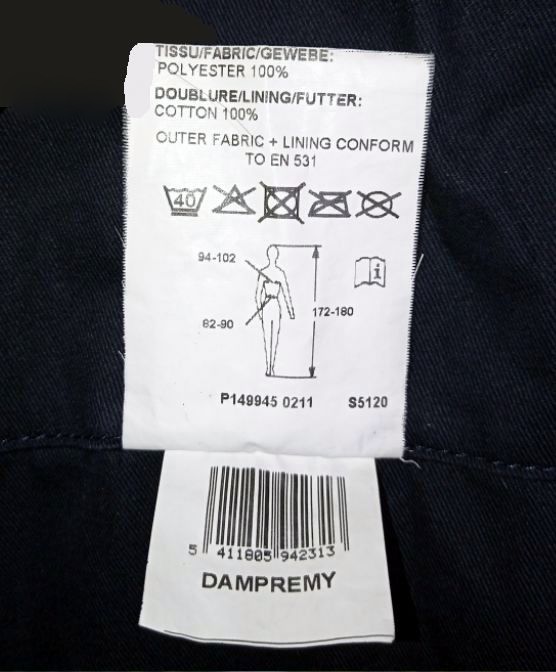 TISSU/FABRIC/GEWEBE:
POLYESTER 100%
DOUBLURE/LINING/FUTTER:
COTTON 100%
OUTER FABRIC + LINING CONFORM
TO EN 531
40
94-102
i
172-180
82-90
P149945 0211 S5120
5 411805 942313
DAMPREMY